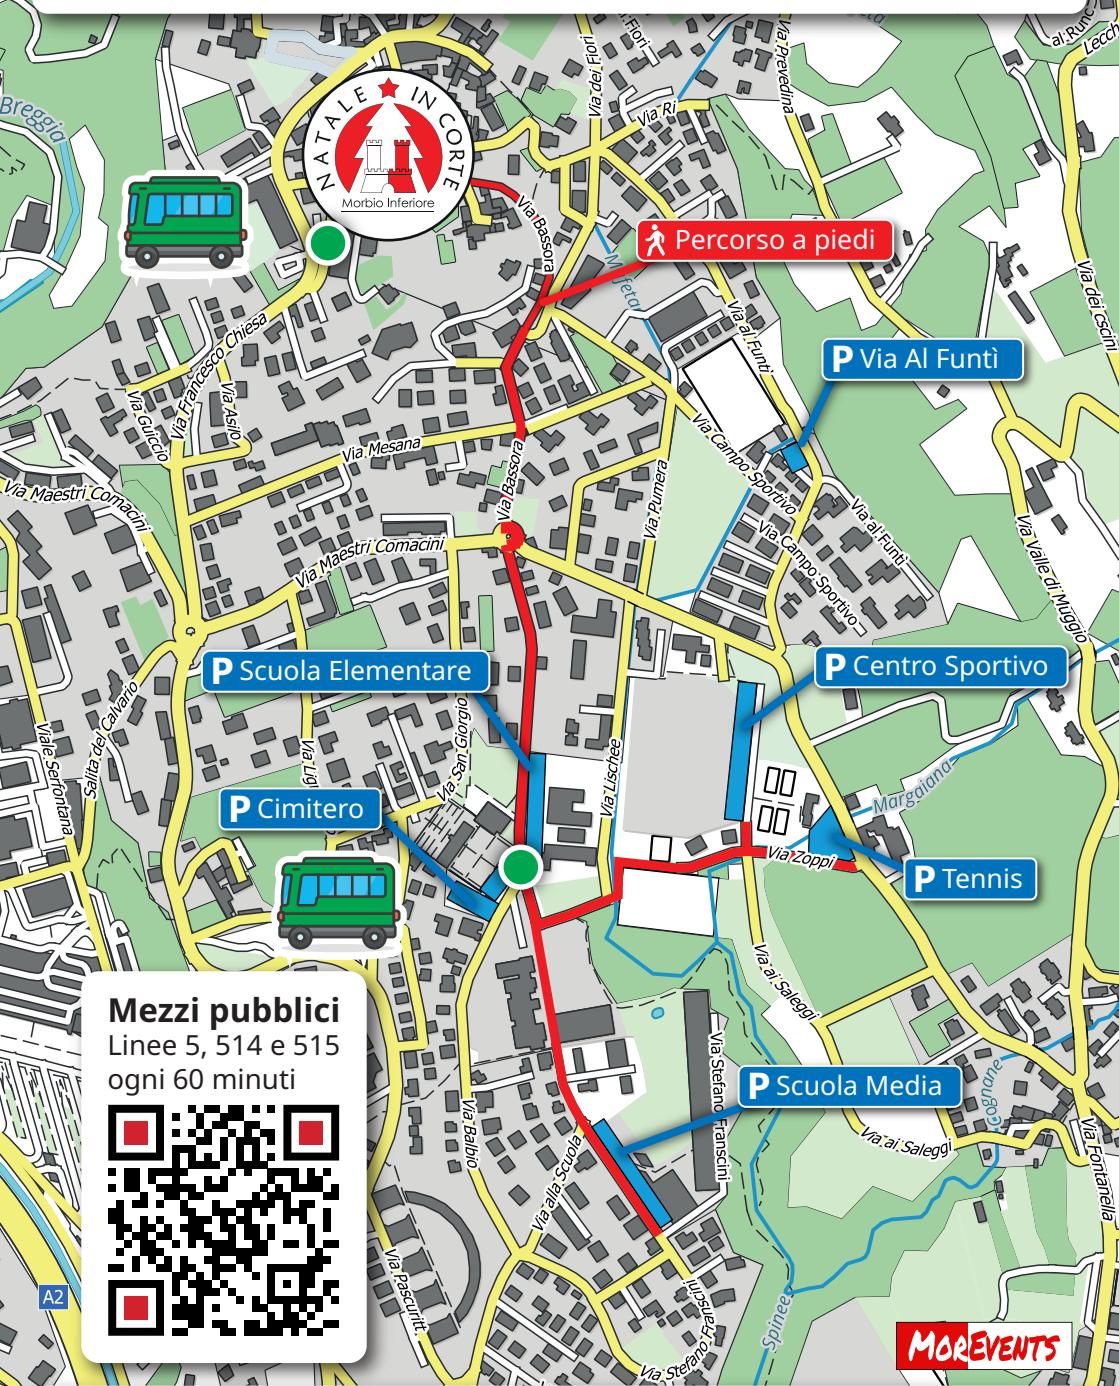 al Runc
Lecch
Via dei Fiori
Fiori
Via Prevedina
Breggia
NATALE IN CORTE
Morbio Inferiore
Via Ri
Via Bassora
Percorso a piedi
Via dei
Via al Funtì
Via Francesco Chiesa
P Via Al Funtì
Via Guiccio
Via Asilo
Via Mesana
Via Bassora
Via Pumera
Via Campo Sportivo
Via Maestri Comacini
Via al Funtì
Via Campo Sportivo
Via Maestri Comacini
Via Valle di Muggio
P Scuola Elementare
P Centro Sportivo
Salita del Calvario
Viale Serfontana
Via San Giorgio
Via Lischee
Margaiana
P Cimitero
Via Zoppi
P Tennis
Via ai Saleggi
Mezzi pubblici
Linee 5, 514 e 515
ogni 60 minuti
Via Stefano Franscini
P Scuola Media
Via Balbio
Via ai Saleggi
Via Fontanella
Via alla Scuola
Via Pascuritt
A2
Spinee
Via Stefano Franscini
MOREVENTS